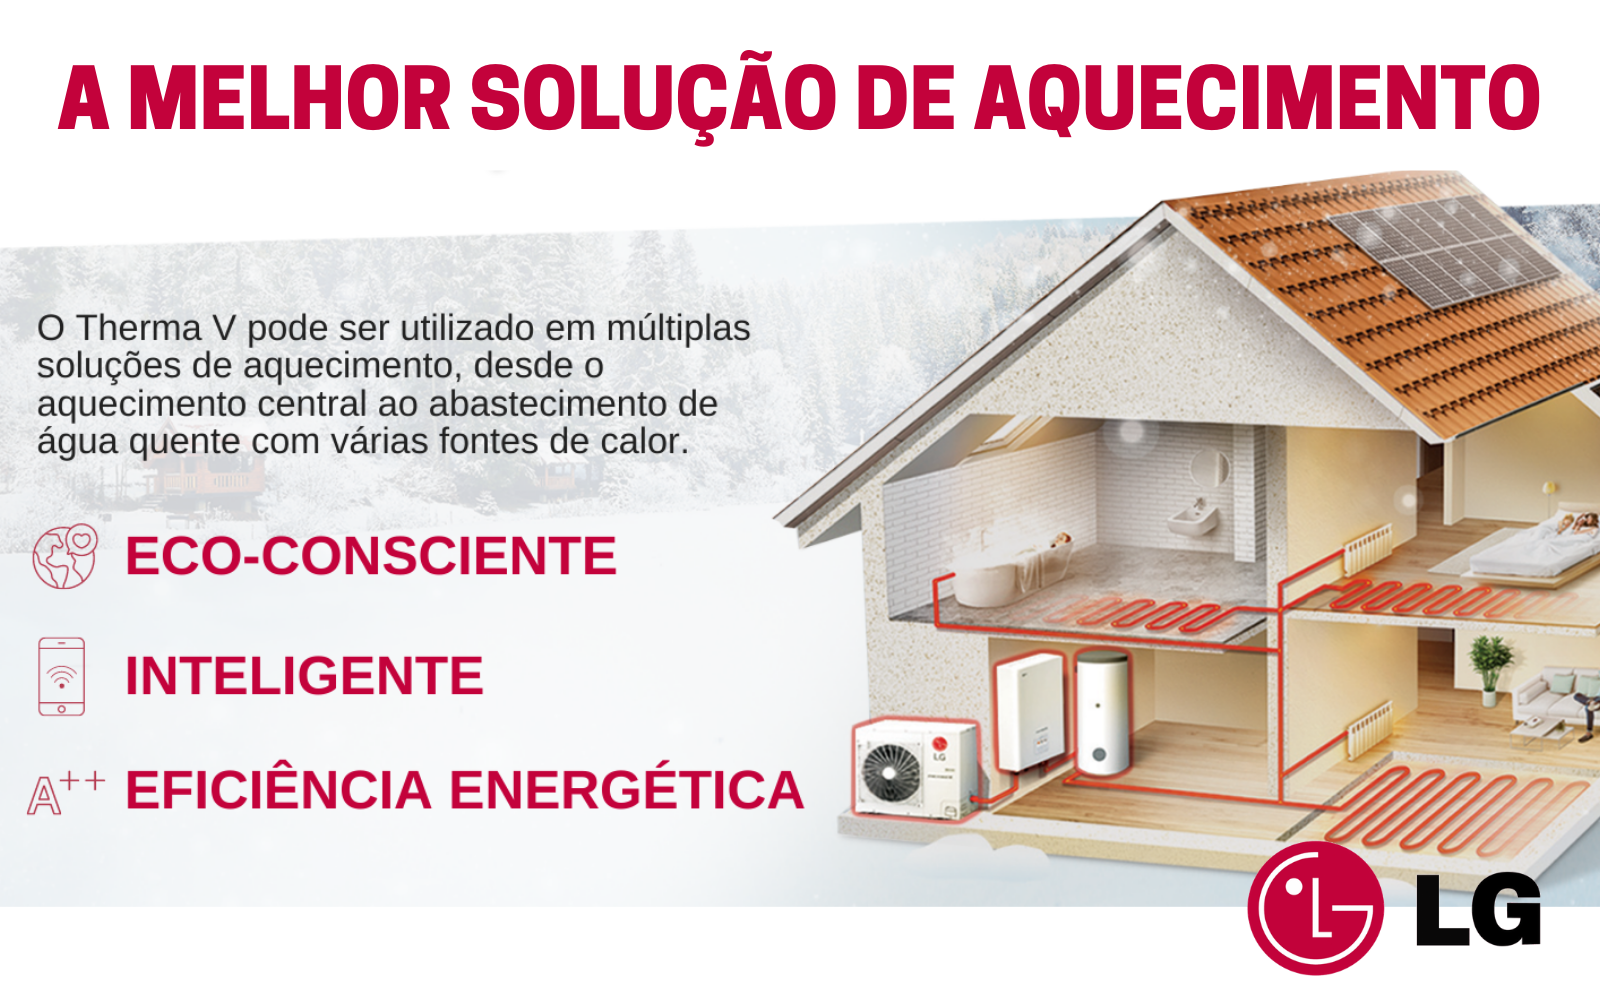 A MELHOR SOLUÇÃO DE AQUECIMENTO
O Therma V pode ser utilizado em múltiplas
soluções de aquecimento, desde o
aquecimento central ao abastecimento de
água quente com várias fontes de calor.
ECO-CONSCIENTE
INTELIGENTE
A++ EFICIÊNCIA ENERGÉTICA
LG
LG